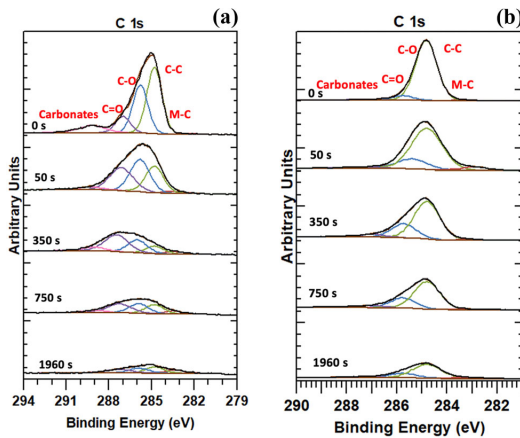 C 1s (a)
C-C
C-O
C=O
Carbonates
M-C
0 s
50 s
350 s
750 s
1960 s
Arbitrary Units
294 291 288 285 282 279
Binding Energy (eV)
C 1s (b)
C-O
C-C
C=O
Carbonates
M-C
0 s
50 s
350 s
750 s
1960 s
Arbitrary Units
290 288 286 284 282
Binding Energy (eV)